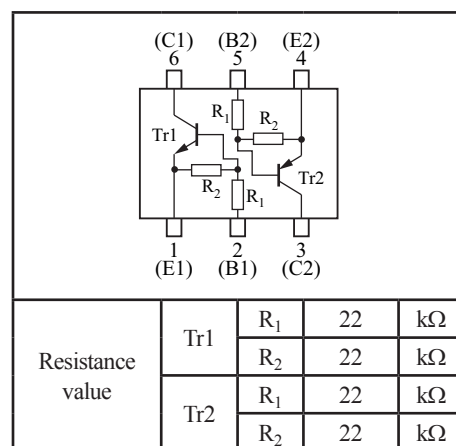 (C1) (B2) (E2)
6 5 4
R1
R2
Tr1
Tr2
R2
R1
1 2 3
(E1) (B1) (C2)
Resistance value
Tr1
R1 22 kΩ
R2 22 kΩ
Tr2
R1 22 kΩ
R2 22 kΩ